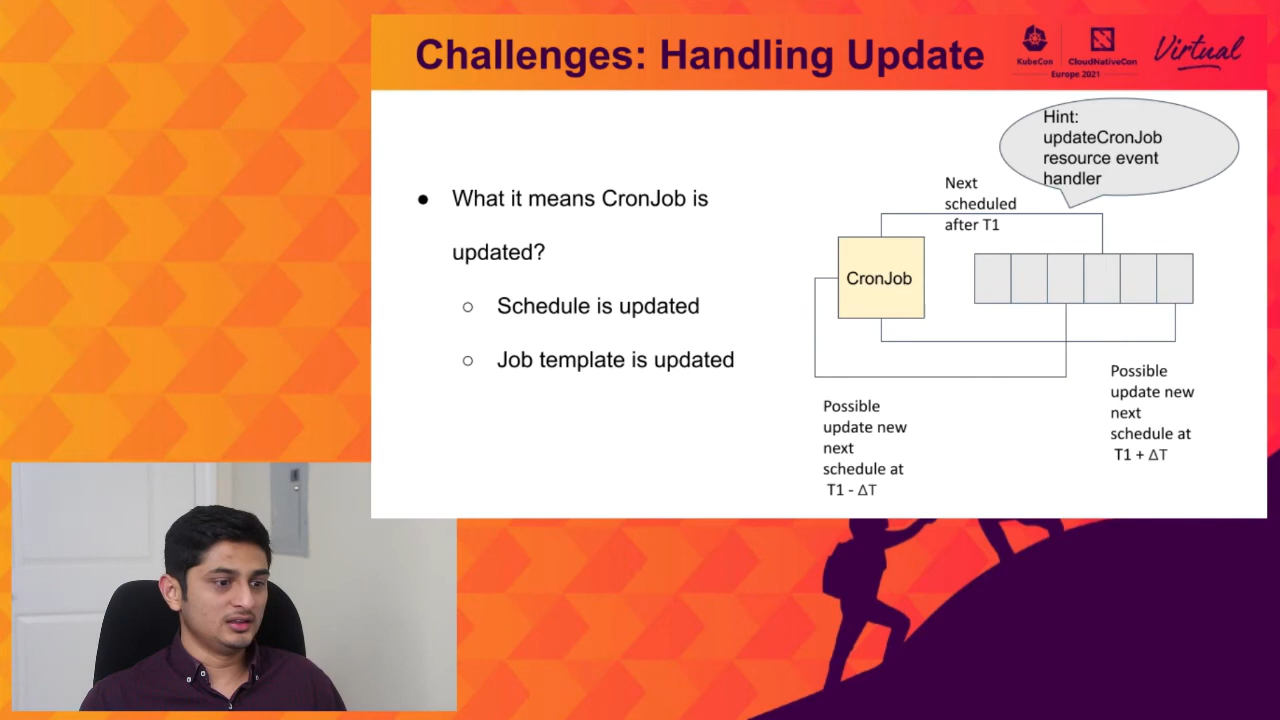 Challenges: Handling Update
KubeCon
CloudNativeCon
Europe 2021
Virtual
● What it means CronJob is
updated?
○ Schedule is updated
○ Job template is updated
Hint:
updateCronJob
resource event
handler
Next
scheduled
after T1
CronJob
Possible
update new
next
schedule at
T1 - ΔT
Possible
update new
next
schedule at
T1 + ΔT